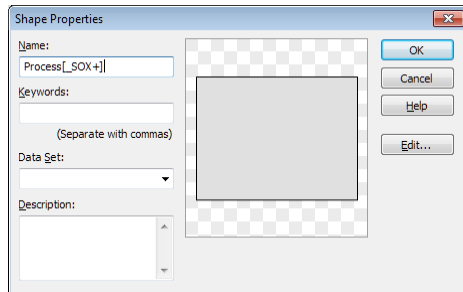 Shape Properties
Name:
Process[_SOX+]
Keywords:
(Separate with commas)
Data Set:
Description:
OK
Cancel
Help
Edit...